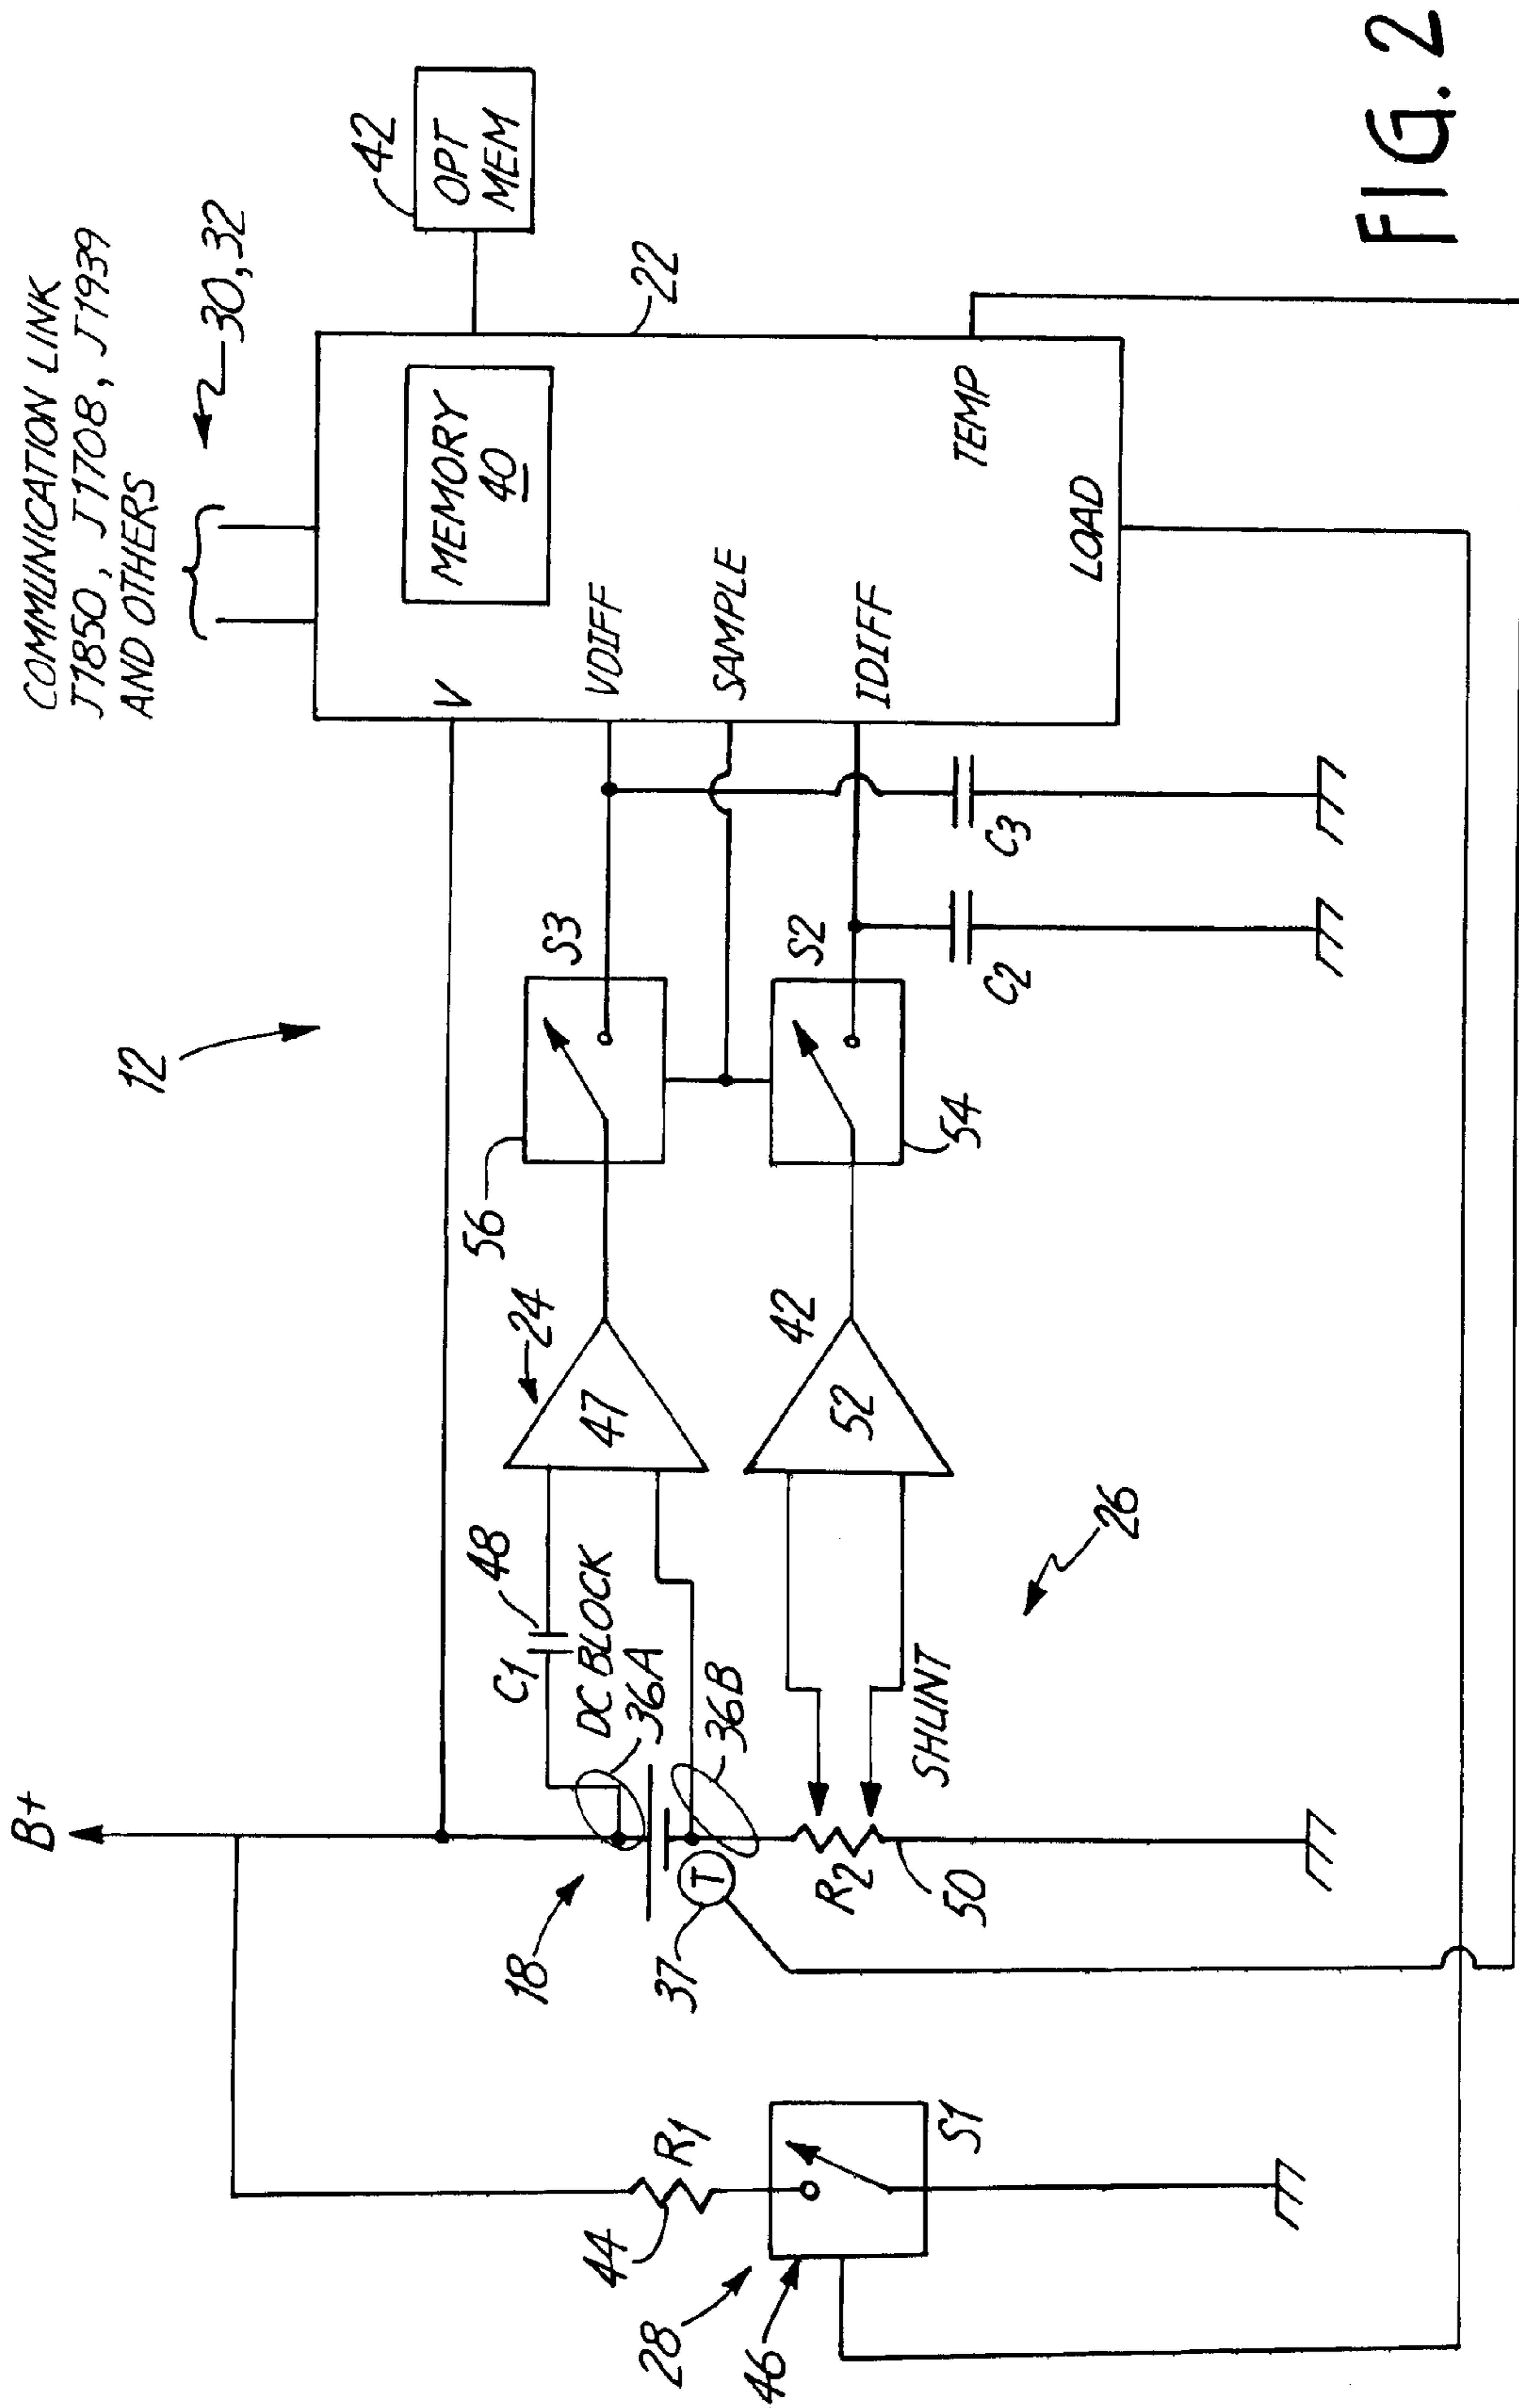 COMMUNICATION LINK
J1850, J1708, J1939
AND OTHERS
30,32
12
42
OPT
MEM
MEMORY
40
22
V
VDIFF
SAMPLE
IDIFF
TEMP
LOAD
B+
56
S3
24
47
C1
48
DC BLOCK
36A
36B
18
37
T
42
52
S2
54
C2
C3
SHUNT
R2
50
26
44
R1
S1
28
46
FIG. 2